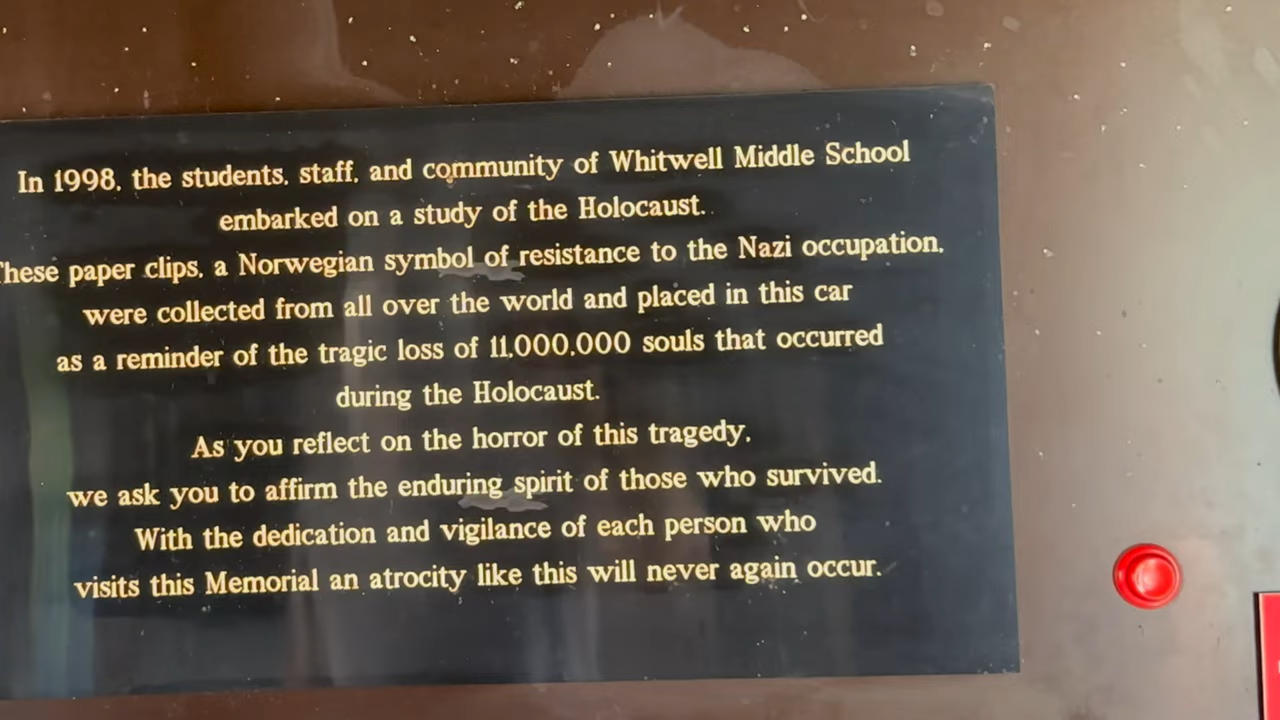 In 1998, the students, staff, and community of Whitwell Middle School
embarked on a study of the Holocaust.
These paper clips, a Norwegian symbol of resistance to the Nazi occupation,
were collected from all over the world and placed in this car
as a reminder of the tragic loss of 11,000,000 souls that occurred
during the Holocaust.
As you reflect on the horror of this tragedy,
we ask you to affirm the enduring spirit of those who survived.
With the dedication and vigilance of each person who
visits this Memorial an atrocity like this will never again occur.